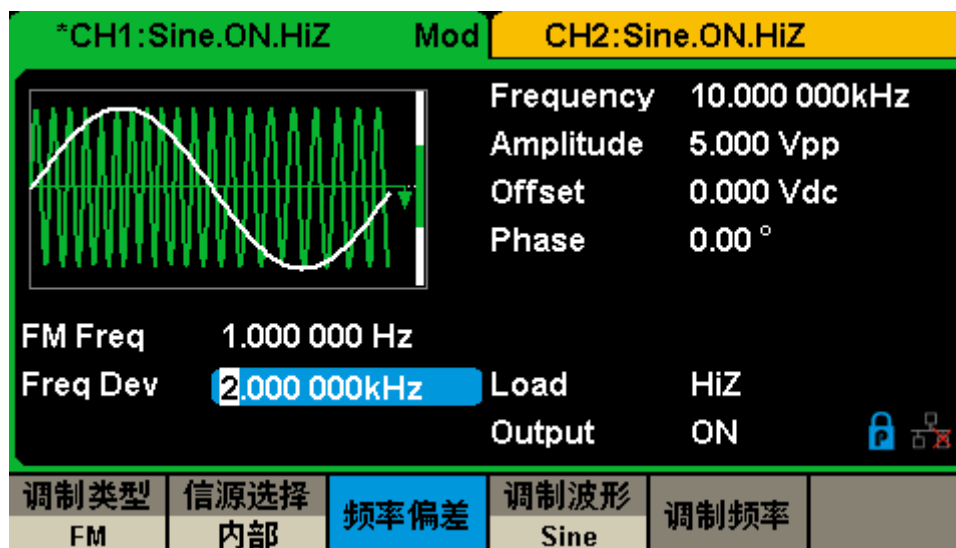 *CH1:Sine.ON.HiZ Mod CH2:Sine.ON.HiZ
Frequency 10.000 000kHz
Amplitude 5.000 Vpp
Offset 0.000 Vdc
Phase 0.00 °
FM Freq 1.000 000 Hz
Freq Dev 2.000 000kHz Load HiZ
Output ON
调制类型 信源选择 频率偏差 调制波形 调制频率
FM 内部 Sine